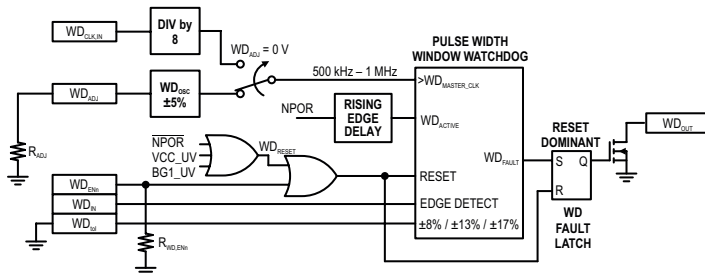 WD_CLK,IN
DIV by
8
WD_ADJ = 0 V
WD_ADJ
WD_OSC
±5%
R_ADJ
500 kHz – 1 MHz
PULSE WIDTH
WINDOW WATCHDOG
>WD_MASTER_CLK
NPOR
RISING
EDGE
DELAY
WD_ACTIVE
NPOR
VCC_UV
BG1_UV
WD_RESET
WD_FAULT
RESET
DOMINANT
WD_OUT
S
Q
R
WD
FAULT
LATCH
WD_ENn
WD_IN
WD_tol
R_WD,ENn
RESET
EDGE DETECT
±8% / ±13% / ±17%